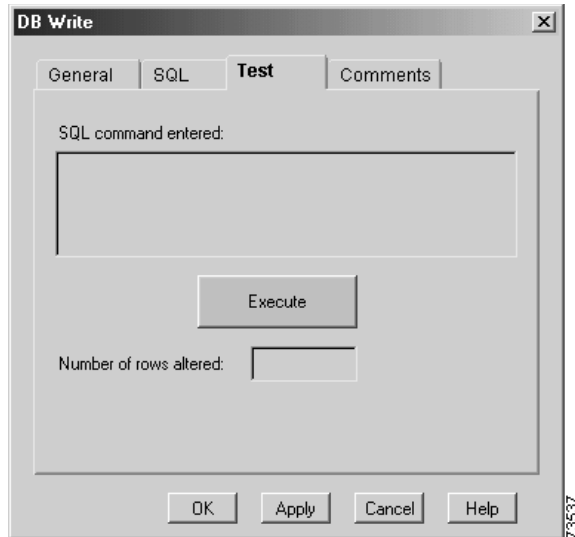 DB Write
General SQL Test Comments
SQL command entered:
Execute
Number of rows altered:
OK Apply Cancel Help
73537